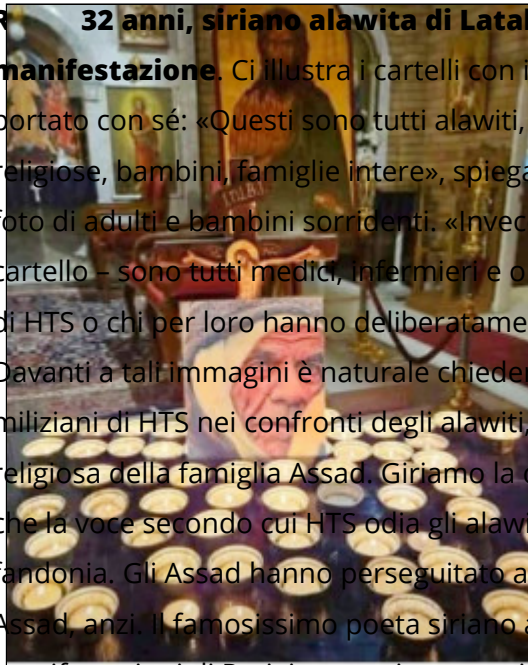 R 32 anni, siriano alawita di Latak
manifestazione. Ci illustra i cartelli con i
portato con sé: «Questi sono tutti alawiti,
religiose, bambini, famiglie intere», spiega
foto di adulti e bambini sorridenti. «Invec
cartello – sono tutti medici, infermieri e o
di HTS o chi per loro hanno deliberatame
Davanti a tali immagini è naturale chieder
miliziani di HTS nei confronti degli alawiti,
religiosa della famiglia Assad. Giriamo la
che la voce secondo cui HTS odia gli alawi
fandonia. Gli Assad hanno perseguitato a
Assad, anzi. Il famosissimo poeta siriano a